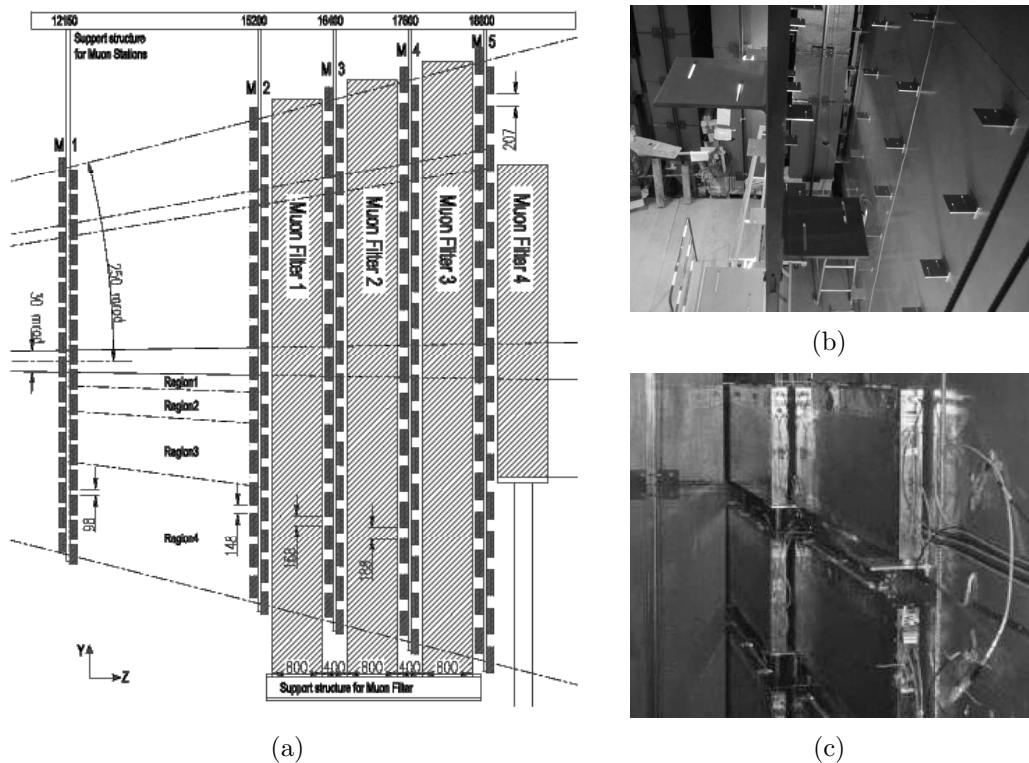 12150
15200
16400
17600
18800
Support structure
for Muon Stations
M 1
M 2
M 3
M 4
M 5
207
Muon Filter 1
Muon Filter 2
Muon Filter 3
Muon Filter 4
250 mrad
30 mrad
Region1
Region2
Region3
Region4
98
148
168
188
Y
Z
800
400
800
400
800
Support structure for Muon Filter
(a)
(b)
(c)